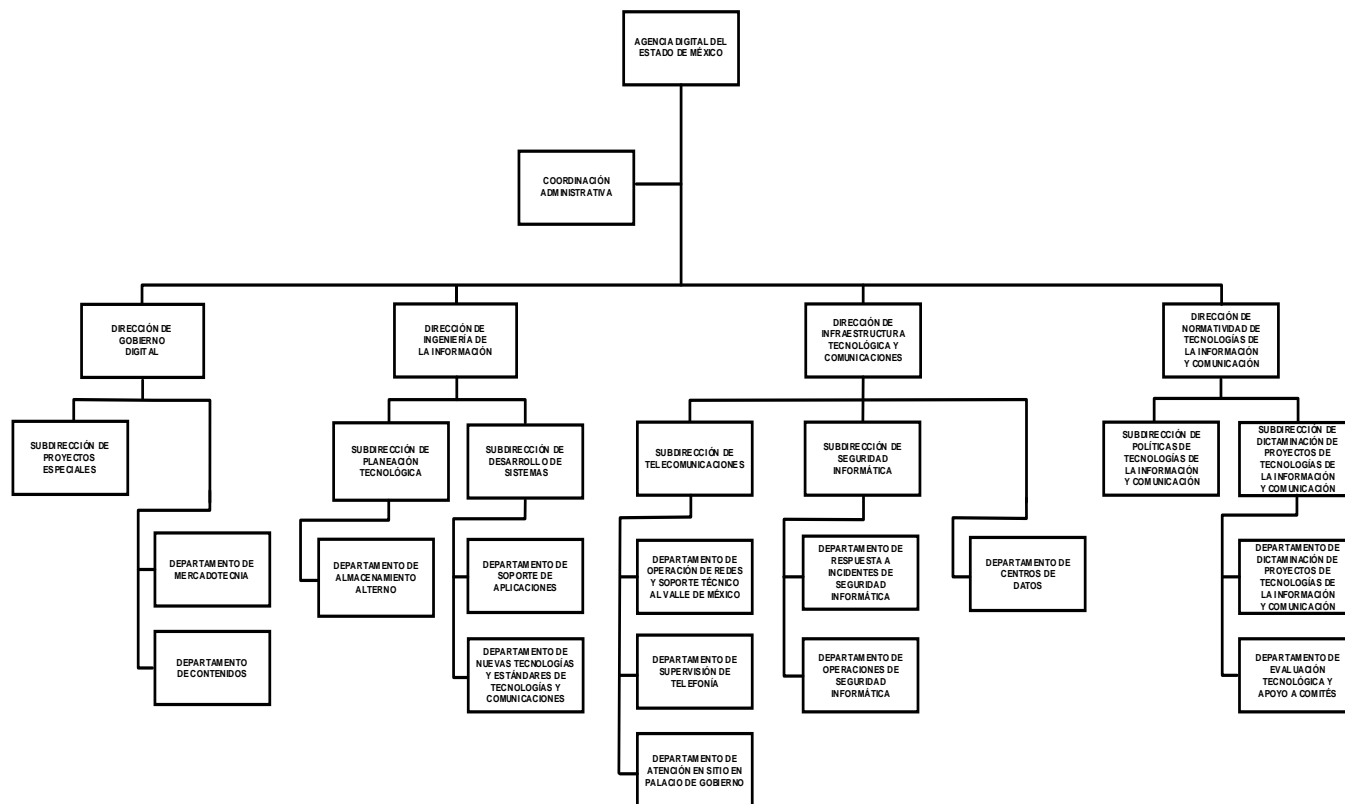 AGENCIA DIGITAL DEL
ESTADO DE MÉXICO
COORDINACIÓN
ADMINISTRATIVA
DIRECCIÓN DE
GOBIERNO
DIGITAL
DIRECCIÓN DE
INGENIERÍA DE
LA INFORMACIÓN
DIRECCIÓN DE
INFRAESTRUCTURA
TECNOLÓGICA Y
COMUNICACIONES
DIRECCIÓN DE
NORMATIVIDAD DE
TECNOLOGÍAS DE
LA INFORMACIÓN
Y COMUNICACIÓN
SUBDIRECCIÓN DE
PROYECTOS
ESPECIALES
SUBDIRECCIÓN DE
PLANEACIÓN
TECNOLÓGICA
SUBDIRECCIÓN DE
DESARROLLO DE
SISTEMAS
SUBDIRECCIÓN DE
TELECOMUNICACIONES
SUBDIRECCIÓN DE
SEGURIDAD
INFORMÁTICA
SUBDIRECCIÓN DE
POLÍTICAS DE
TECNOLOGÍAS DE
LA INFORMACIÓN
Y COMUNICACIÓN
SUBDIRECCIÓN DE
DICTAMINACIÓN DE
PROYECTOS DE
TECNOLOGÍAS DE
LA INFORMACIÓN
Y COMUNICACIÓN
DEPARTAMENTO DE
MERCADOTECNIA
DEPARTAMENTO DE
ALMACENAMIENTO
ALTERNO
DEPARTAMENTO
DE SOPORTE DE
APLICACIONES
DEPARTAMENTO DE
OPERACIÓN DE REDES
Y SOPORTE TÉCNICO
AL VALLE DE MÉXICO
DEPARTAMENTO DE
RESPUESTA A
INCIDENTES DE
SEGURIDAD
INFORMÁTICA
DEPARTAMENTO DE
CENTROS DE
DATOS
DEPARTAMENTO DE
DICTAMINACIÓN DE
PROYECTOS DE
TECNOLOGÍAS DE
LA INFORMACIÓN
Y COMUNICACIÓN
DEPARTAMENTO
DE CONTENIDOS
DEPARTAMENTO DE
NUEVAS TECNOLOGÍAS
Y ESTÁNDARES DE
TECNOLOGÍAS Y
COMUNICACIONES
DEPARTAMENTO DE
SUPERVISIÓN DE
TELEFONÍA
DEPARTAMENTO DE
OPERACIONES DE
SEGURIDAD
INFORMÁTICA
DEPARTAMENTO DE
EVALUACIÓN
TECNOLÓGICA Y
APOYO A COMITÉS
DEPARTAMENTO DE
ATENCIÓN EN SITIO EN
PALACIO DE GOBIERNO